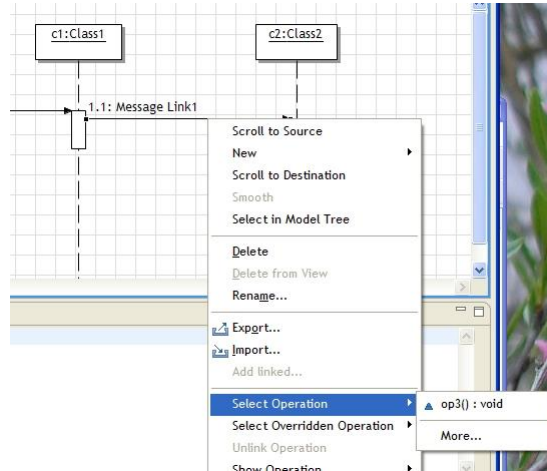 c1:Class1
c2:Class2
1.1: Message Link1
Scroll to Source
New
Scroll to Destination
Smooth
Select in Model Tree
Delete
Delete from View
Rename...
Export...
Import...
Add linked...
Select Operation
op3() : void
Select Overridden Operation
More...
Unlink Operation
Show Operation